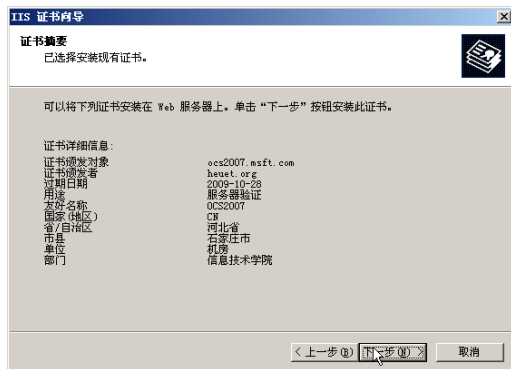 IIS 证书向导
证书摘要
已选择安装现有证书。
可以将下列证书安装在 Web 服务器上。单击“下一步”按钮安装此证书。
证书详细信息:
证书颁发对象 ocs2007.msft.com
证书颁发者 heuet.org
过期日期 2009-10-28
用途 服务器验证
友好名称 OCS2007
国家(地区) CN
省/自治区 河北省
市县 石家庄市
单位 机房
部门 信息技术学院
< 上一步(B) 下一步(N) > 取消